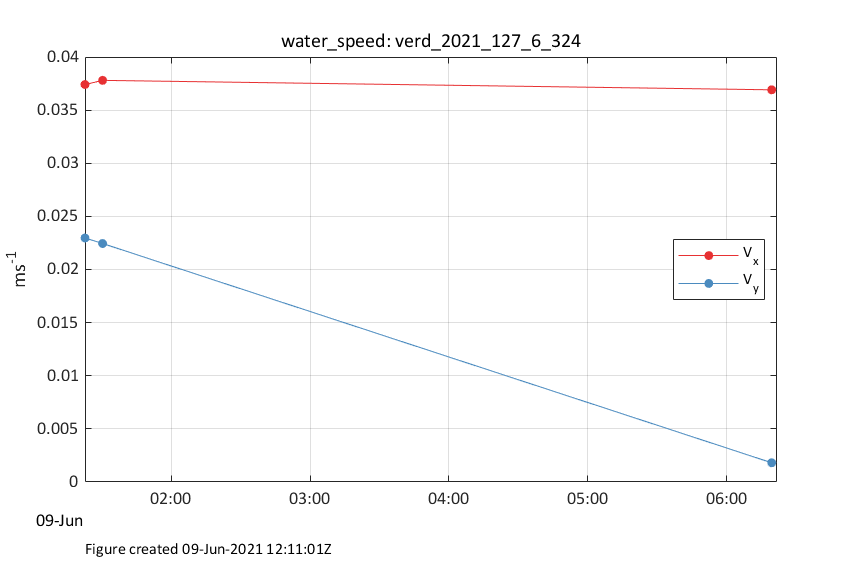 water_speed: verd_2021_127_6_324
0.04
0.035
0.03
0.025
0.02
0.015
0.01
0.005
0
ms-1
Vx
Vy
02:00 03:00 04:00 05:00 06:00
09-Jun
Figure created 09-Jun-2021 12:11:01Z